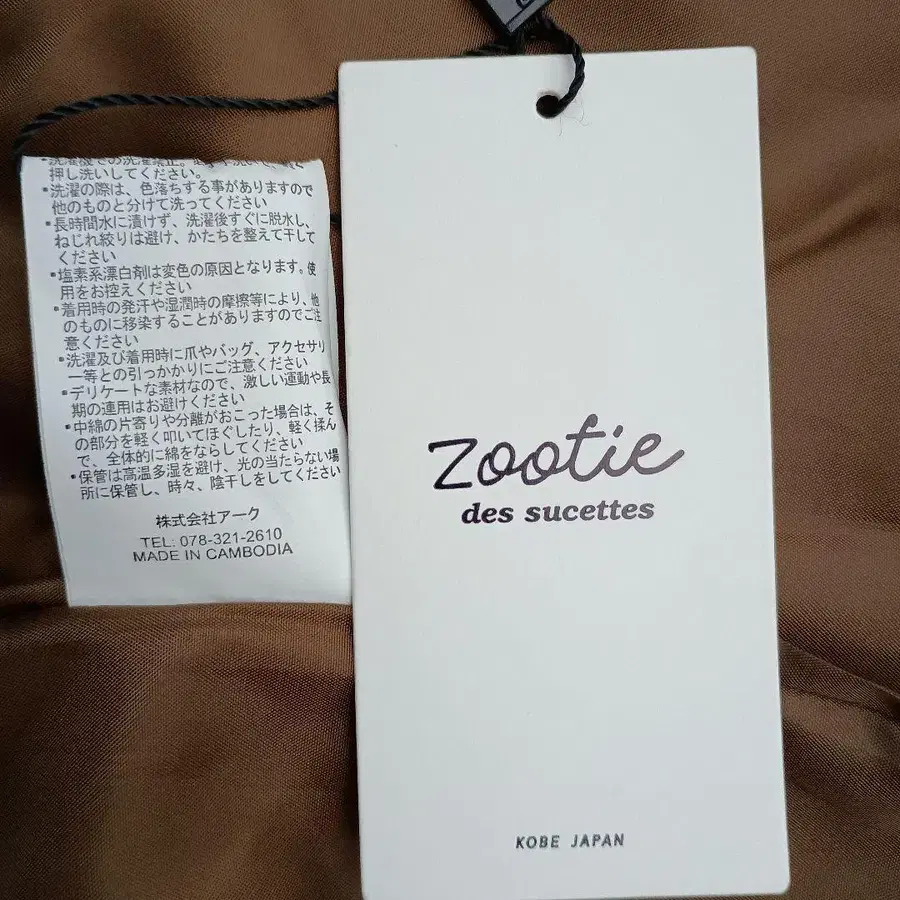 押し洗いしてください。
•洗濯の際は、色落ちする事がありますので
他のものと分けて洗ってください
•長時間水に漬けず、洗濯後すぐに脱水し、
ねじれ絞りは避け、かたちを整えて干して
ください
•塩素系漂白剤は変色の原因となります。使
用をお控えください
•着用時の発汗や湿潤時の摩擦等により、他
のものに移染することがありますのでご注
意ください
•洗濯及び着用時に爪やバッグ、アクセサリ
ー等との引っかかりにご注意ください
•デリケートな素材なので、激しい運動や長
期の連用はお避けください
•中綿の片寄りや分離がおこった場合は、そ
の部分を軽く叩いてほぐしたり、軽く揉ん
で、全体的に綿をならしてください
•保管は高温多湿を避け、光の当たらない場
所に保管し、時々、陰干しをしてください
株式会社アーク
TEL: 078-321-2610
MADE IN CAMBODIA
zootie
des sucettes
KOBE JAPAN